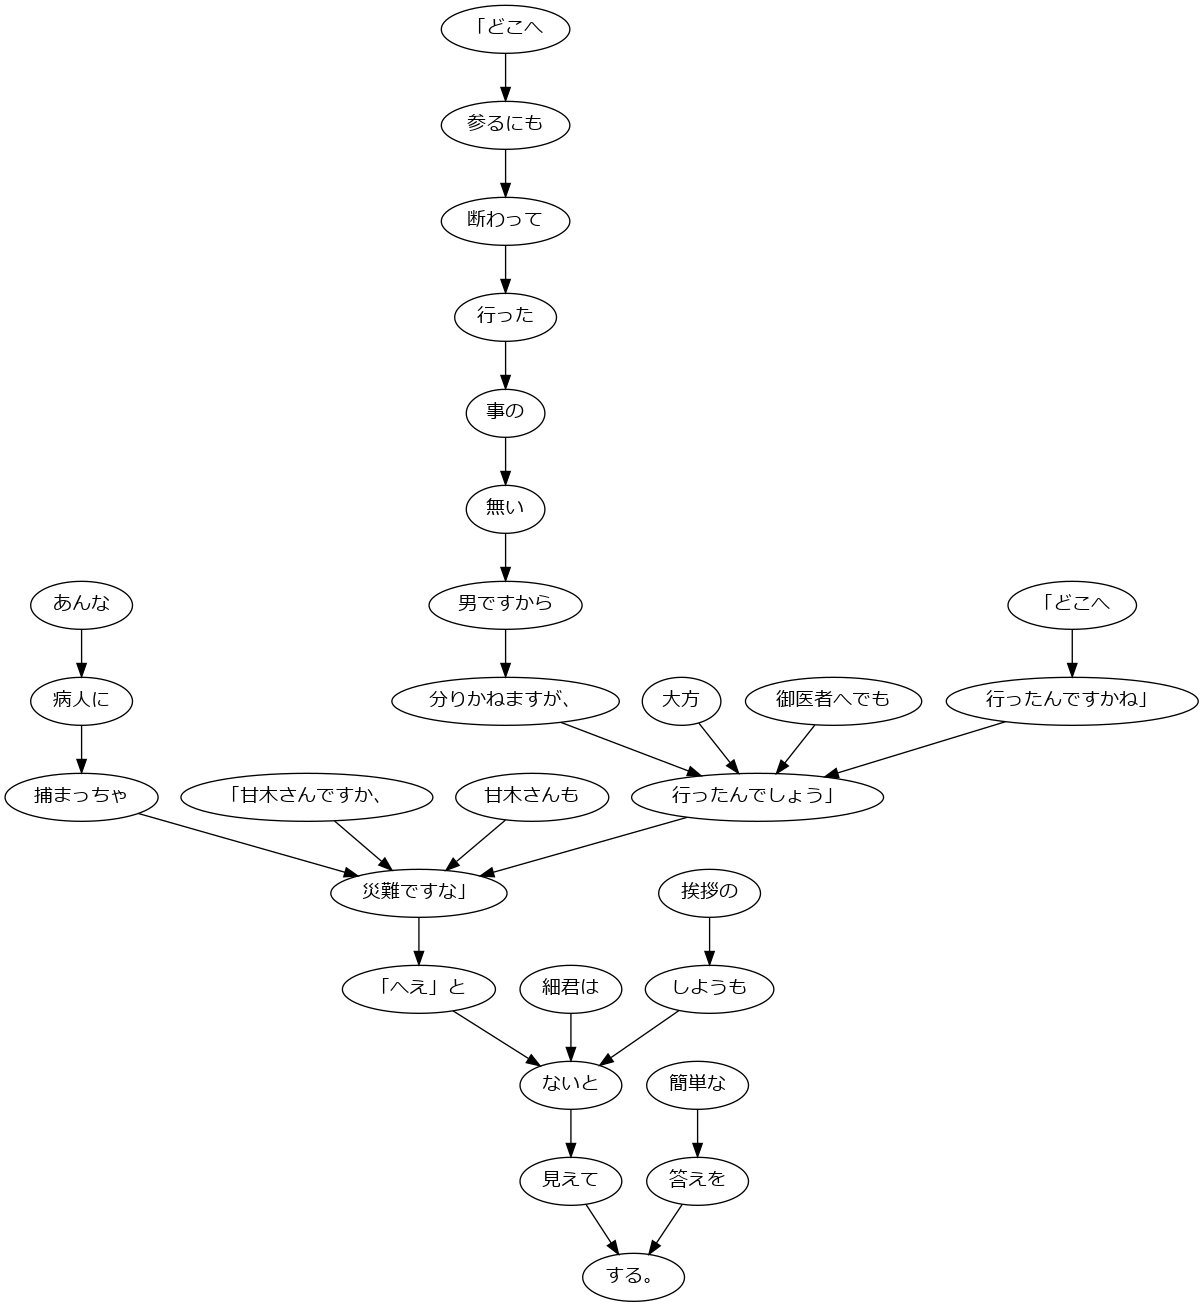 「どこへ
参るにも
断わって
行った
事の
無い
男ですから
あんな
「どこへ
病人に
分りかねますが、
大方
御医者へでも
行ったんですかね」
捕まっちゃ
「甘木さんですか、
甘木さんも
行ったんでしょう」
災難ですな」
挨拶の
「へえ」と
細君は
しようも
ないと
簡単な
見えて
答えを
する。